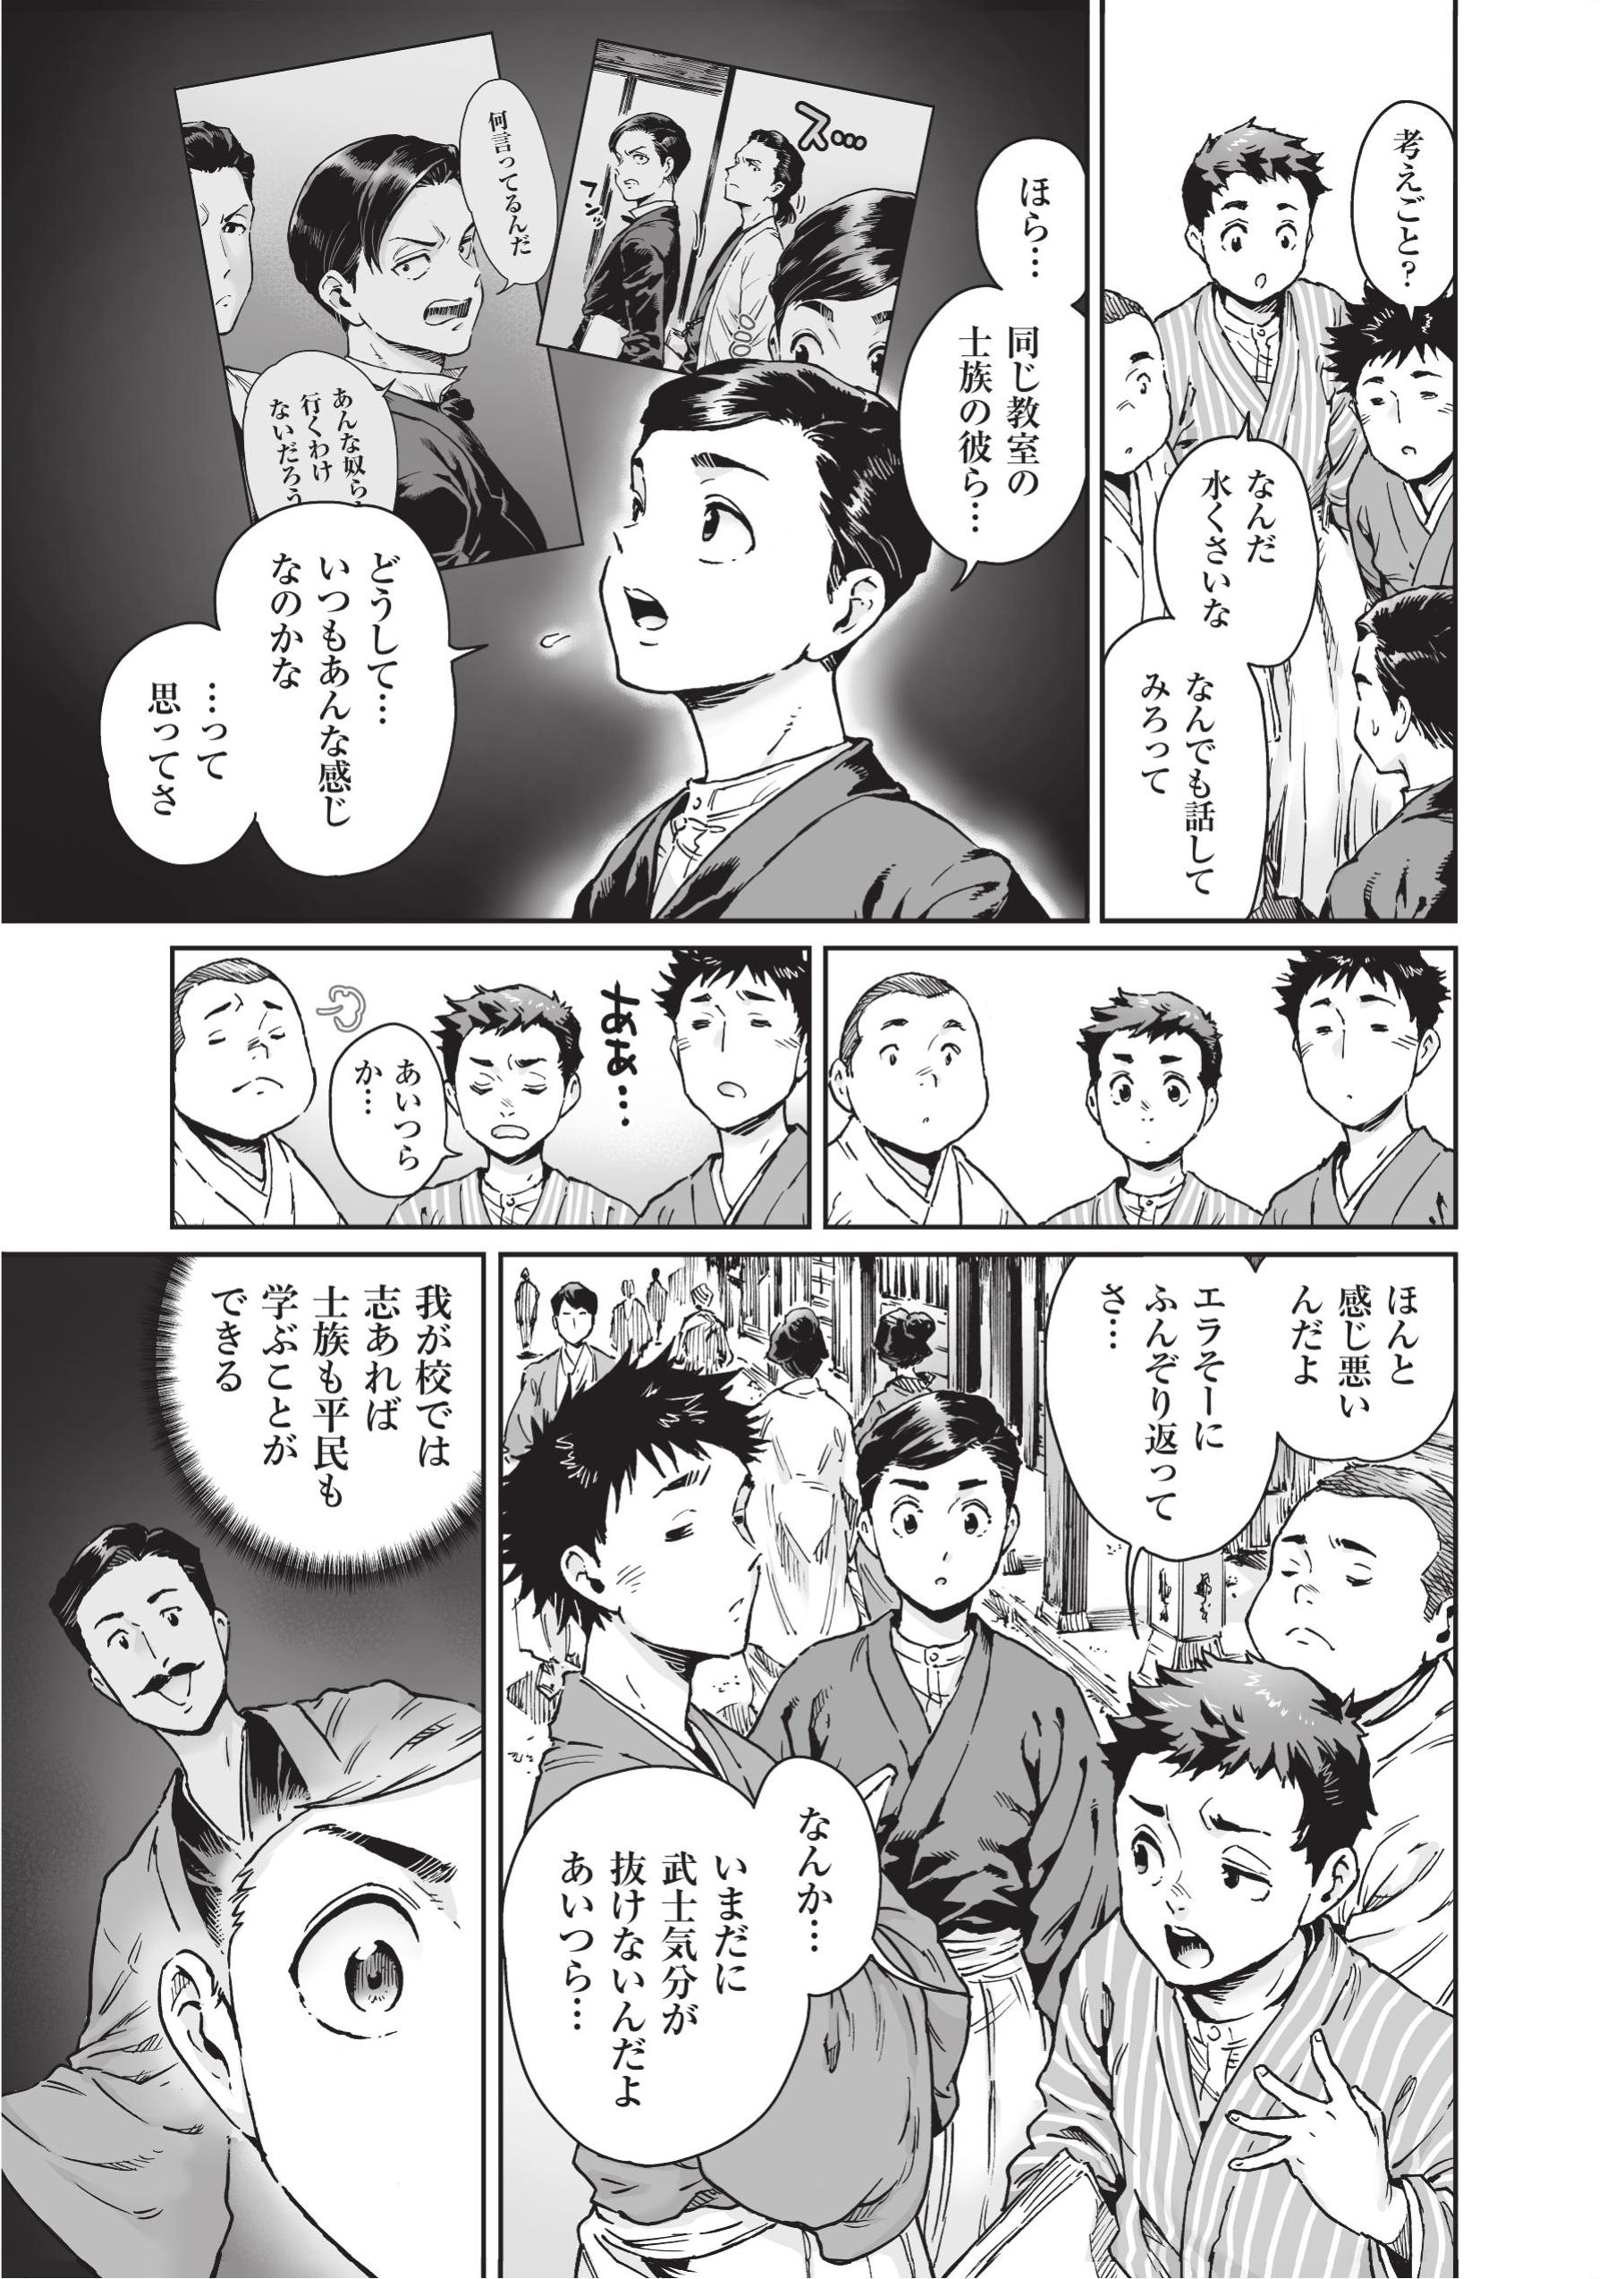 考えごと?
なんだ
水くさいな
なんでも話して
みろって
ほら…
同じ教室の
士族の彼ら…
ス…
フンッ
何言ってるんだ
あんな奴ら
行くわけ
ないだろう
どうして…
いつもあんな感じ
なのかな
…って
思ってさ
ああ…
あいつら
か…
ほんと
感じ悪い
んだよ
エラそーに
ふんぞり返って
さ…
なんか…
いまだに
武士気分が
抜けないんだよ
あいつら…
我が校では
志あれば
士族も平民も
学ぶことが
できる